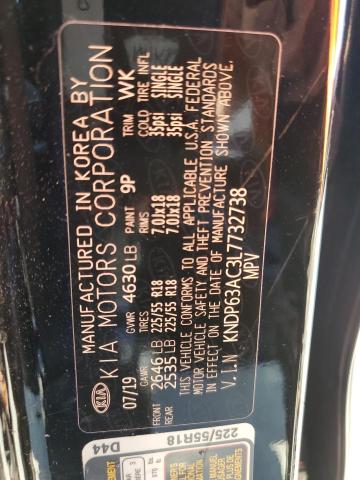 MANUFACTURED IN KOREA BY
KIA MOTORS CORPORATION
KIA
07/19 GVWR 4630 LB PAINT 9P TRIM WK
GAWR TIRES RIMS COLD TIRE INFL
FRONT 2646 LB 225/55 R18 7.0Jx18 35psi SINGLE
REAR 2535 LB 225/55 R18 7.0Jx18 35psi SINGLE
THIS VEHICLE CONFORMS TO ALL APPLICABLE U.S.A. FEDERAL
MOTOR VEHICLE SAFETY AND THEFT PREVENTION STANDARDS
IN EFFECT ON THE DATE OF MANUFACTURE SHOWN ABOVE.
V.I.N KNDP63AC3L7732738
MPV
225/55R18 D44